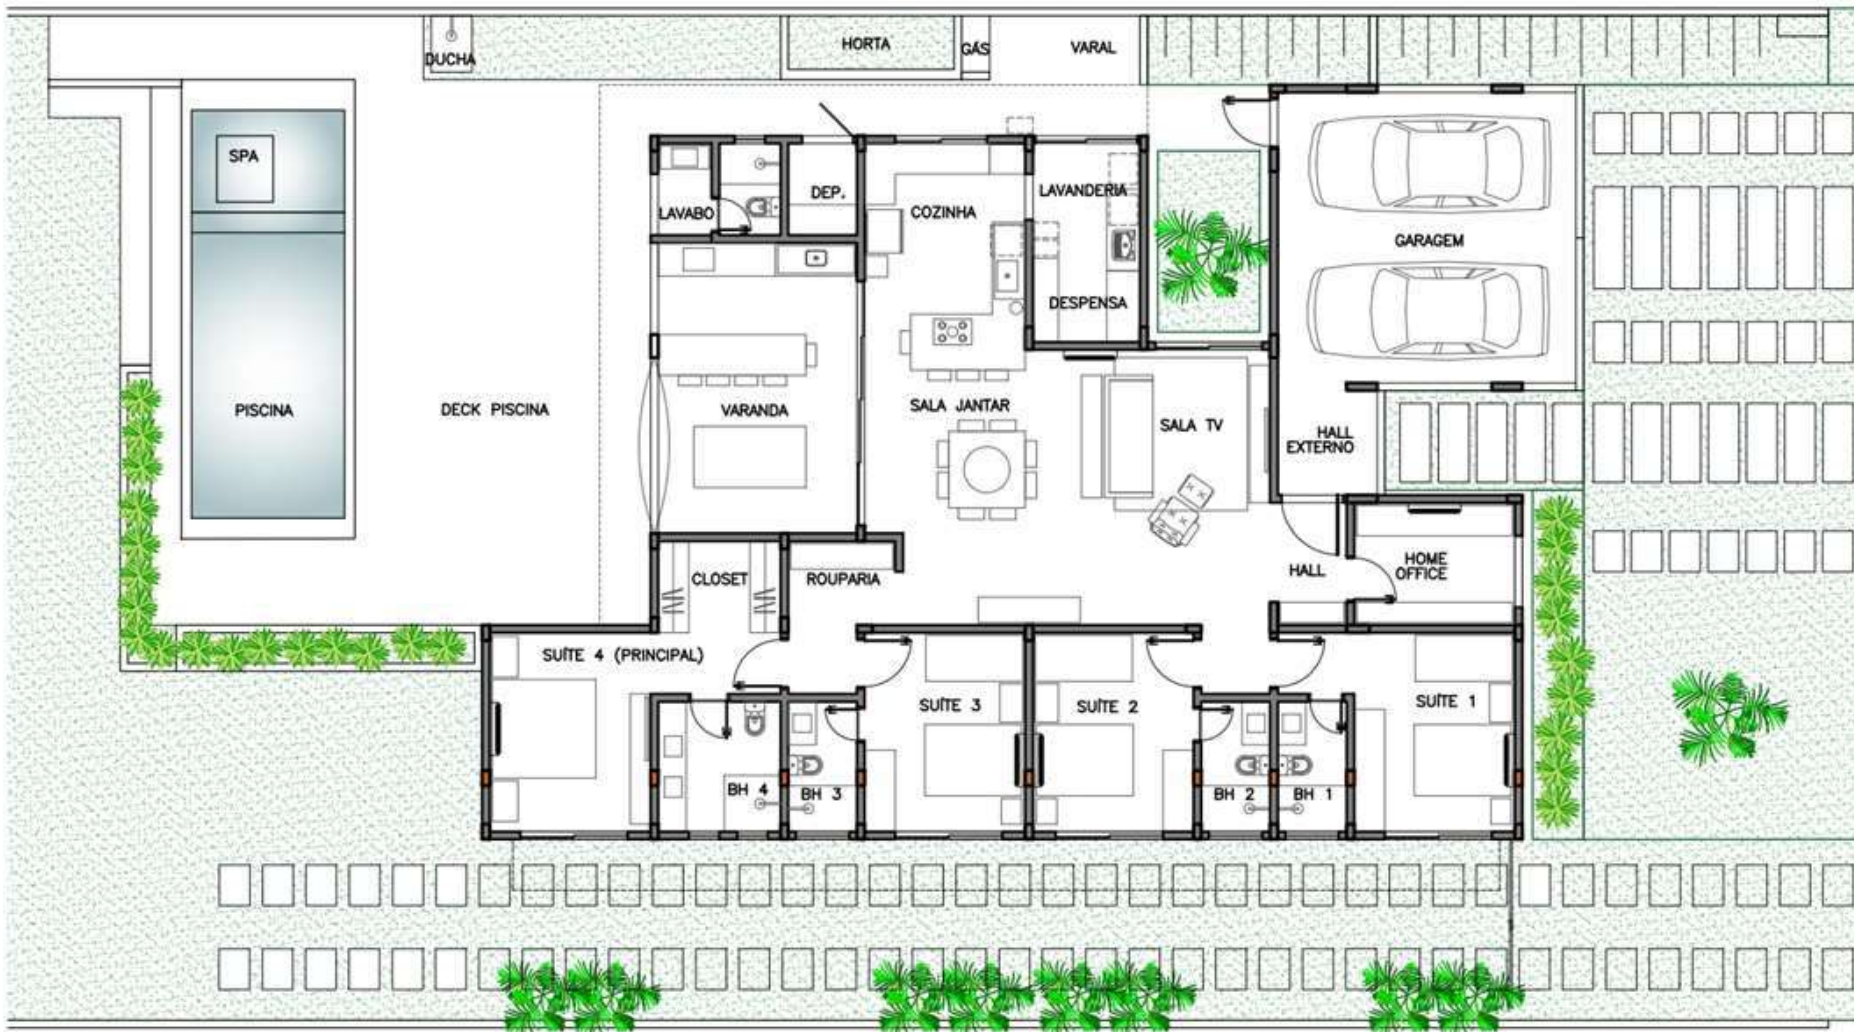 DUCHA
HORTA
GÁS
VARAL
SPA
LAVABO
DEP.
COZINHA
LAVANDERIA
DESPENSA
GARAGEM
PISCINA
DECK PISCINA
VARANDA
SALA JANTAR
SALA TV
HALL
EXTERNO
CLOSET
ROUPARIA
HALL
HOME
OFFICE
SUÍTE 4 (PRINCIPAL)
SUÍTE 3
SUÍTE 2
SUÍTE 1
BH 4
BH 3
BH 2
BH 1